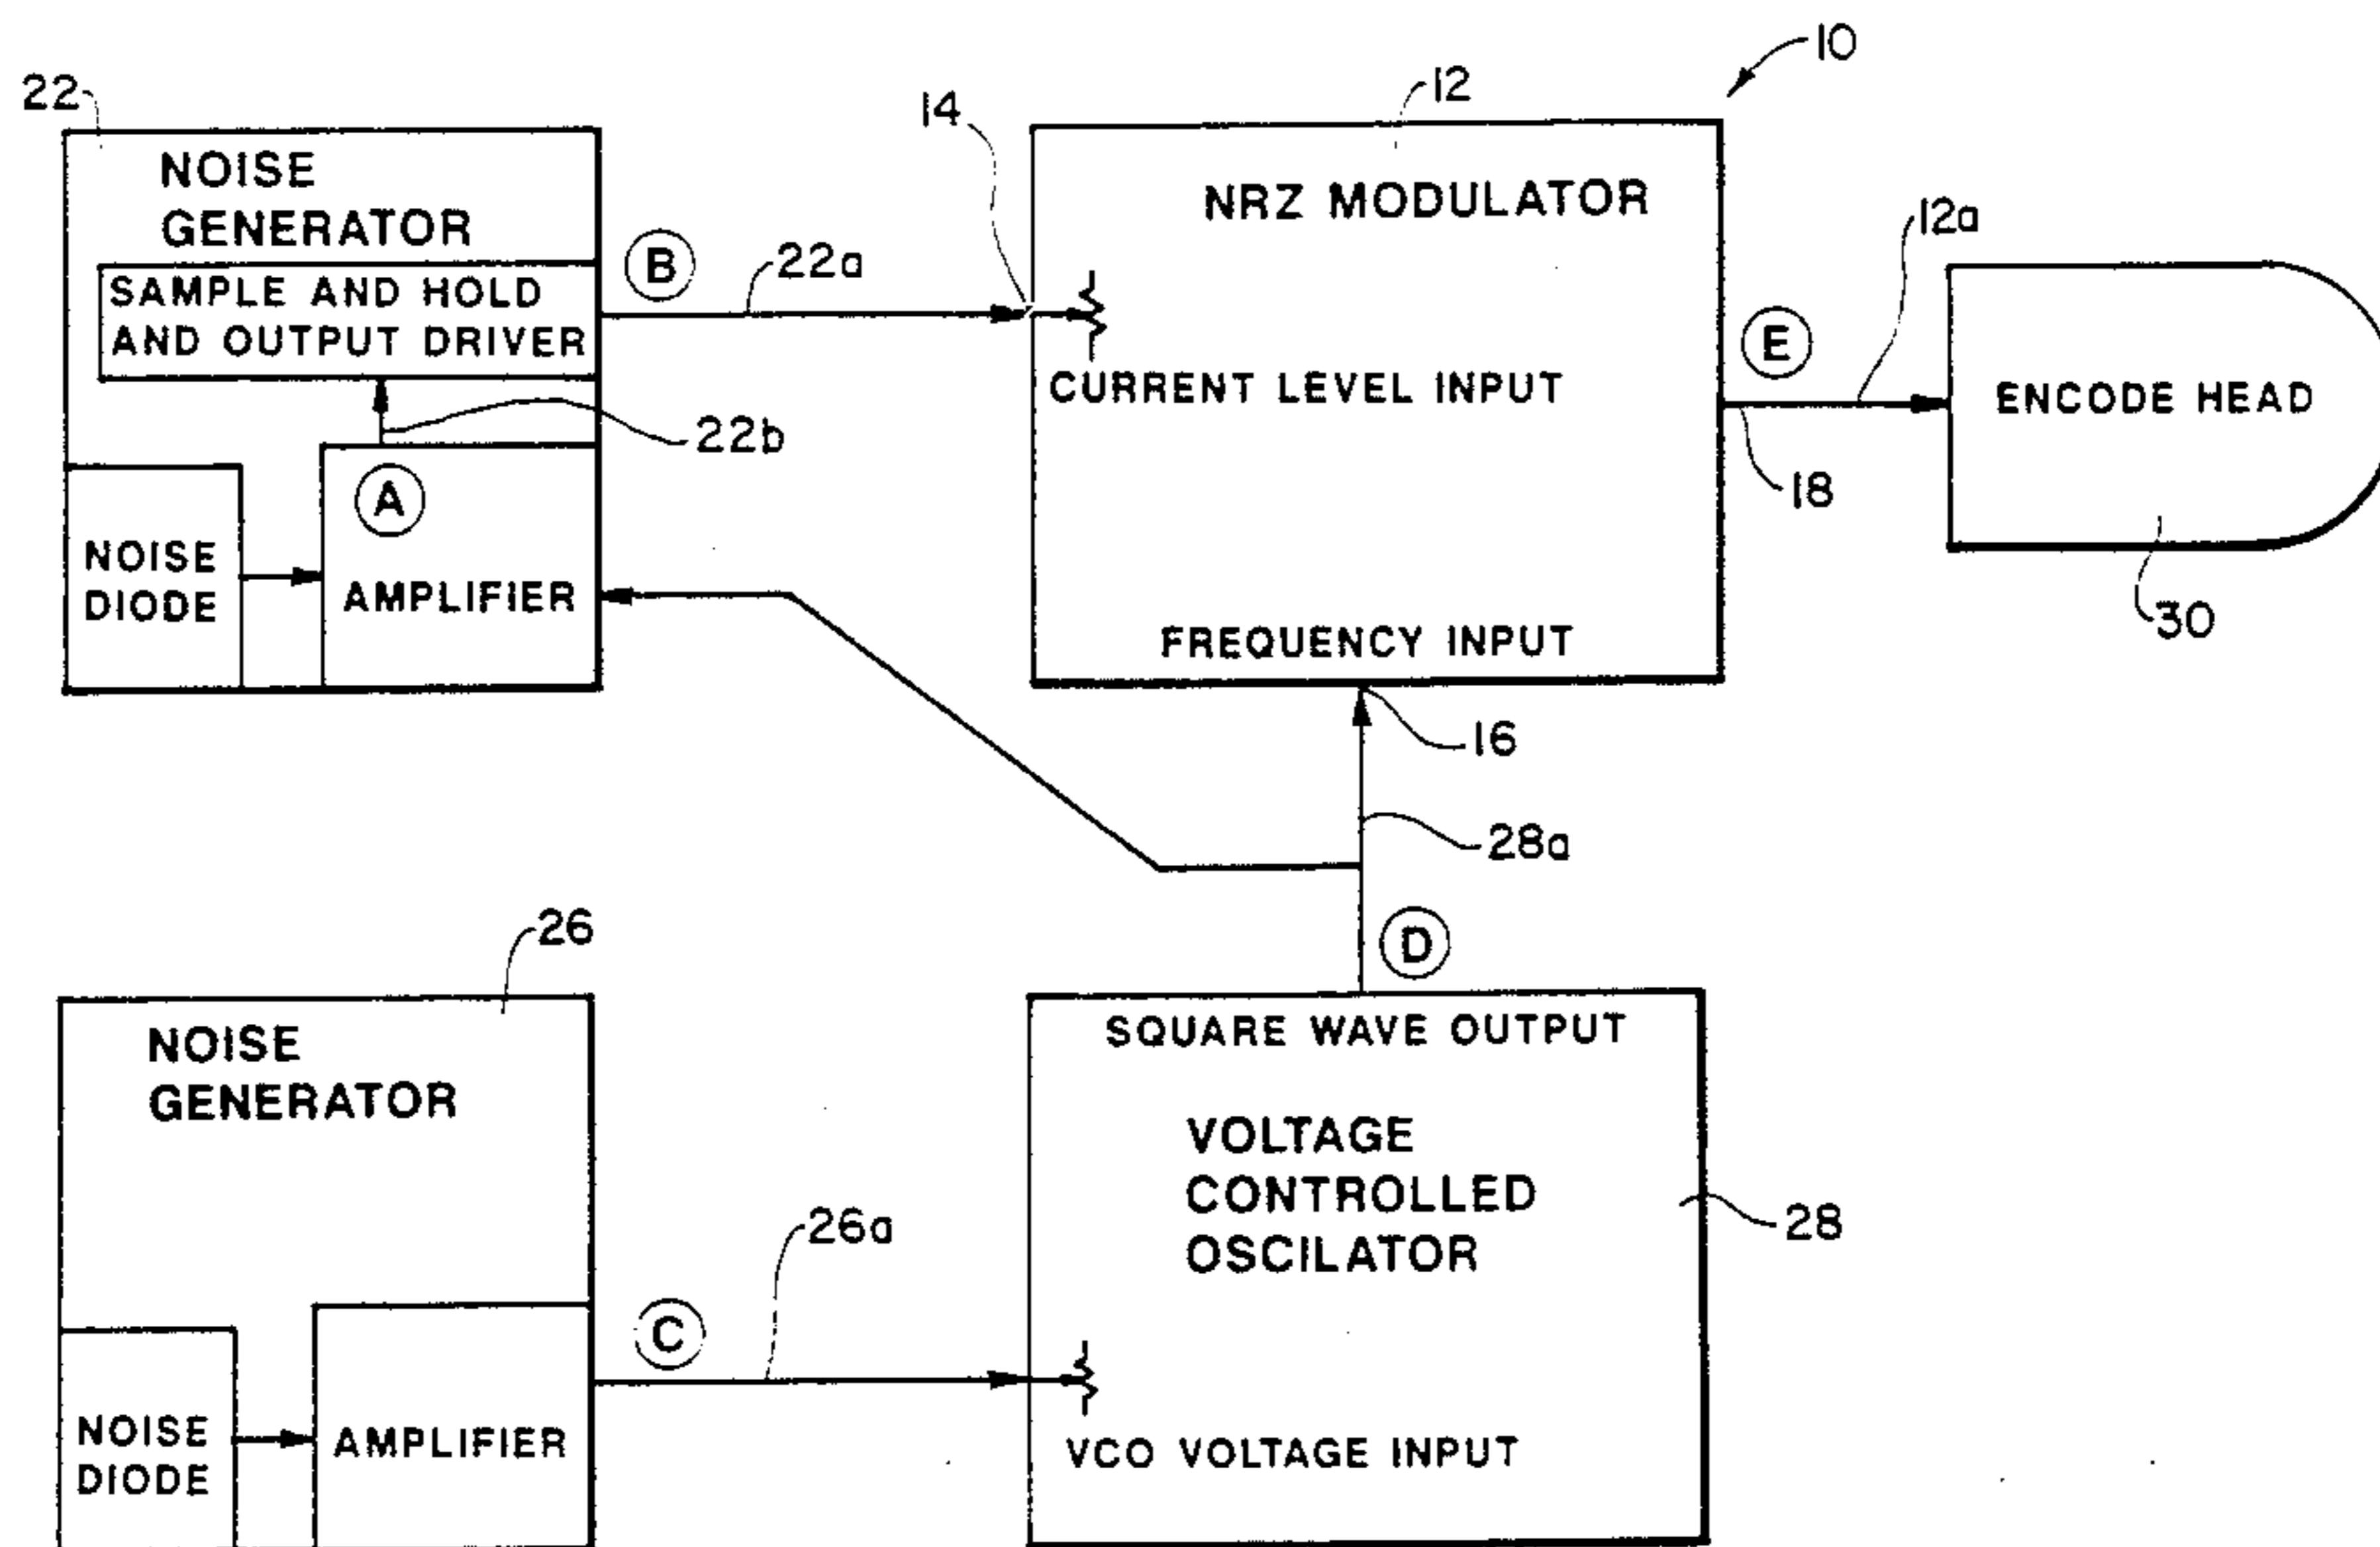 10
22
NOISE
GENERATOR
SAMPLE AND HOLD
AND OUTPUT DRIVER
22b
A
NOISE
DIODE
AMPLIFIER
B
22a
14
12
NRZ MODULATOR
CURRENT LEVEL INPUT
FREQUENCY INPUT
16
E
12a
18
ENCODE HEAD
30
28a
D
26
NOISE
GENERATOR
NOISE
DIODE
AMPLIFIER
C
26a
SQUARE WAVE OUTPUT
VOLTAGE
CONTROLLED
OSCILATOR
28
VCO VOLTAGE INPUT